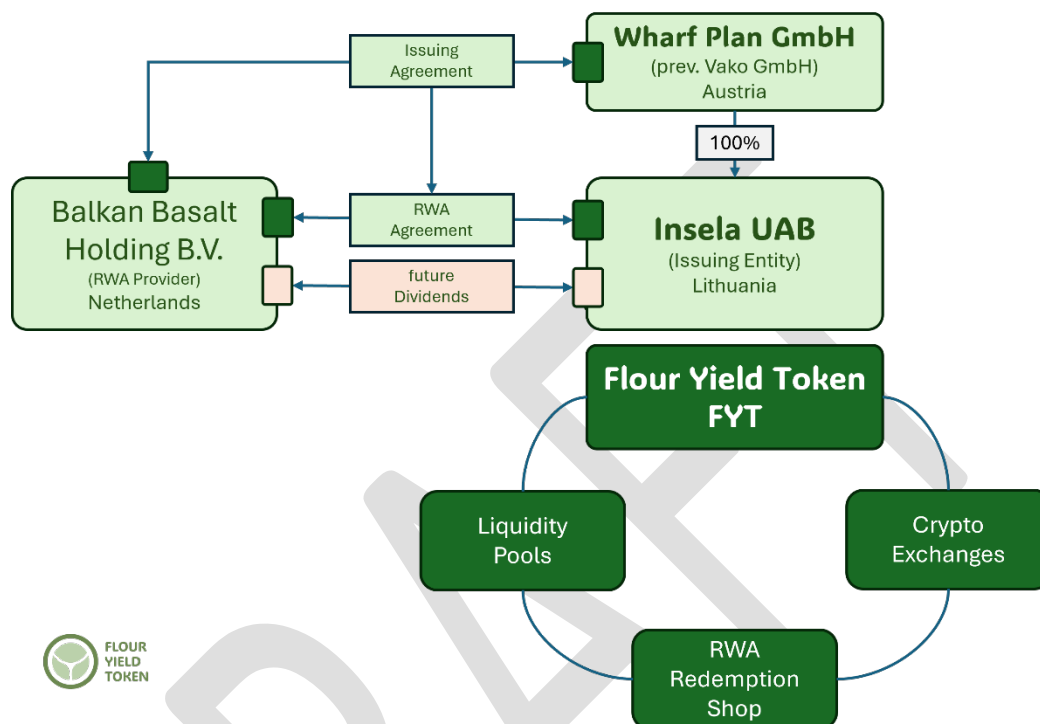 Issuing
Agreement
Wharf Plan GmbH
(prev. Vako GmbH)
Austria
100%
Balkan Basalt
Holding B.V.
(RWA Provider)
Netherlands
RWA
Agreement
future
Dividends
Insela UAB
(Issuing Entity)
Lithuania
Flour Yield Token
FYT
Liquidity
Pools
Crypto
Exchanges
RWA
Redemption
Shop
FLOUR
YIELD
TOKEN